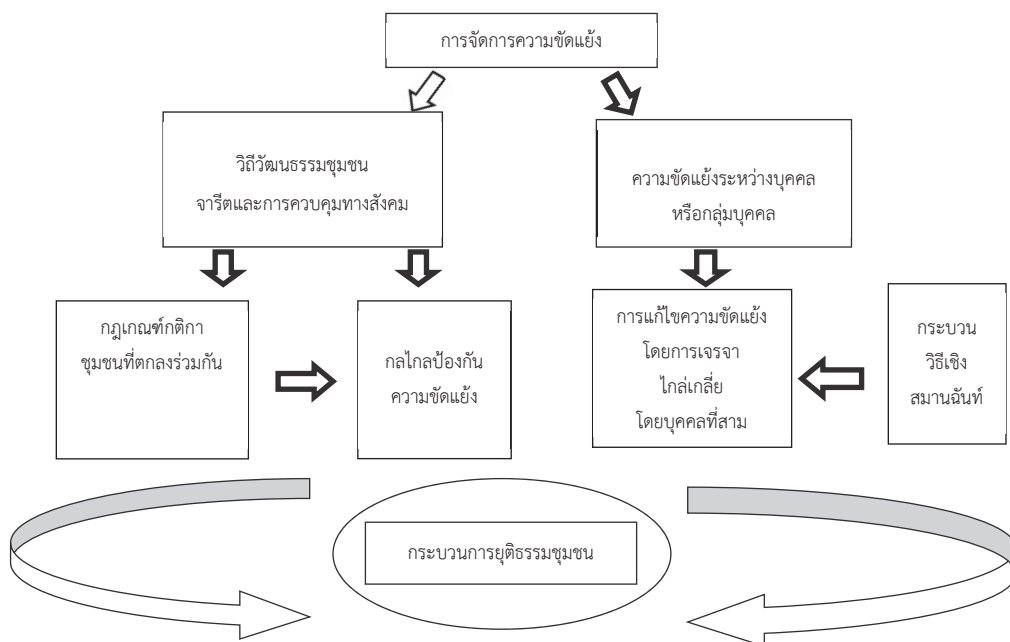 การจัดการความขัดแย้ง
วิถีวัฒนธรรมชุมชน
จารีตและการควบคุมทางสังคม
ความขัดแย้งระหว่างบุคคล
หรือกลุ่มบุคคล
กฎเกณฑ์กติกา
ชุมชนที่ตกลงร่วมกัน
กลไกลป้องกัน
ความขัดแย้ง
การแก้ไขความขัดแย้ง
โดยการเจรจา
ไกล่เกลี่ย
โดยบุคคลที่สาม
กระบวน
วิธีเชิง
สมานฉันท์
กระบวนการยุติธรรมชุมชน